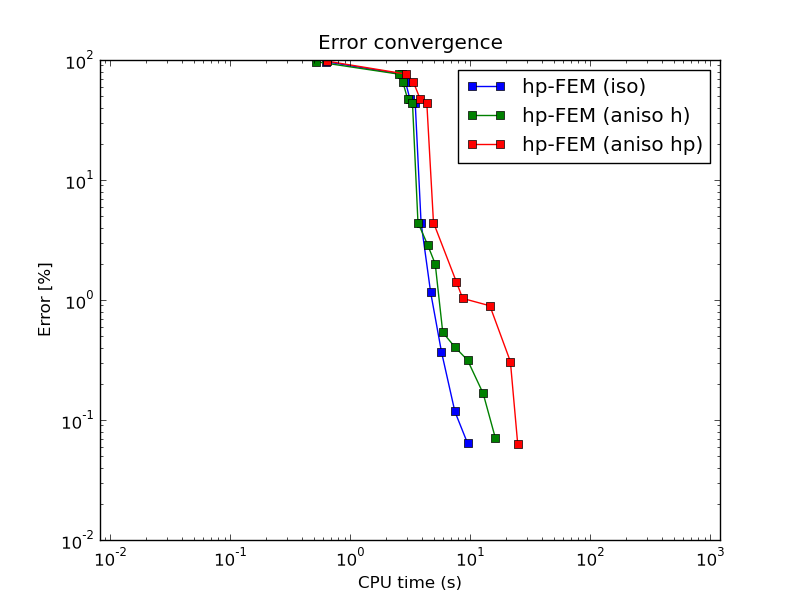 Error convergence
hp-FEM (iso)
hp-FEM (aniso h)
hp-FEM (aniso hp)
Error [%]
10^2
10^1
10^0
10^-1
10^-2
10^-2 10^-1 10^0 10^1 10^2 10^3
CPU time (s)